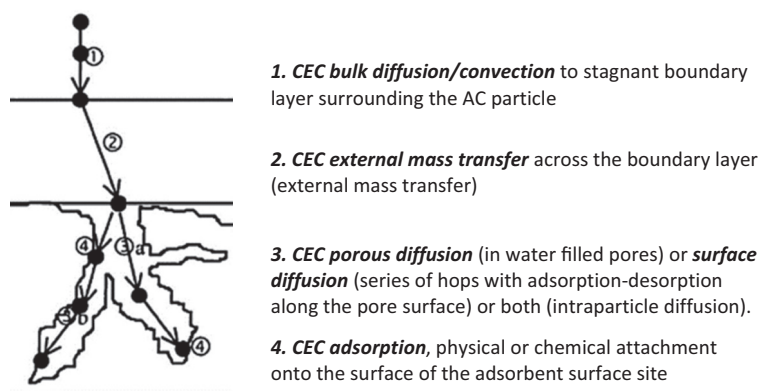 ①
1. CEC bulk diffusion/convection to stagnant boundary
layer surrounding the AC particle
②
2. CEC external mass transfer across the boundary layer
(external mass transfer)
④ ③a
3. CEC porous diffusion (in water filled pores) or surface
diffusion (series of hops with adsorption-desorption
along the pore surface) or both (intraparticle diffusion).
b
④
4. CEC adsorption, physical or chemical attachment
onto the surface of the adsorbent surface site